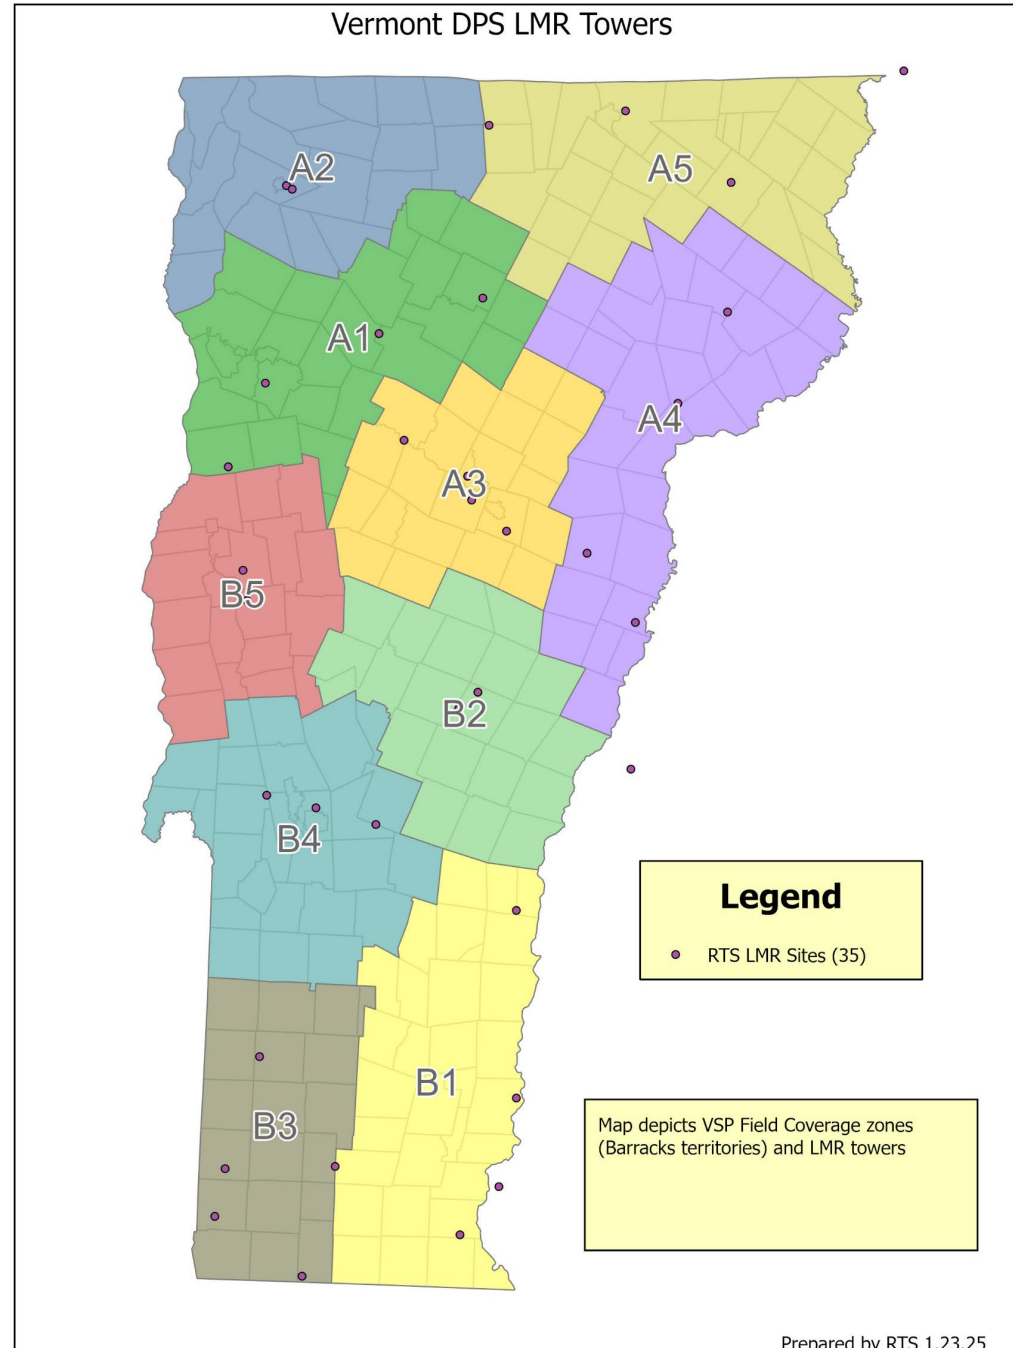 Vermont DPS LMR Towers
A2
A5
A1
A4
A3
B5
B2
B4
Legend
RTS LMR Sites (35)
B1
B3
Map depicts VSP Field Coverage zones
(Barracks territories) and LMR towers
Prepared by RTS 1.23.25